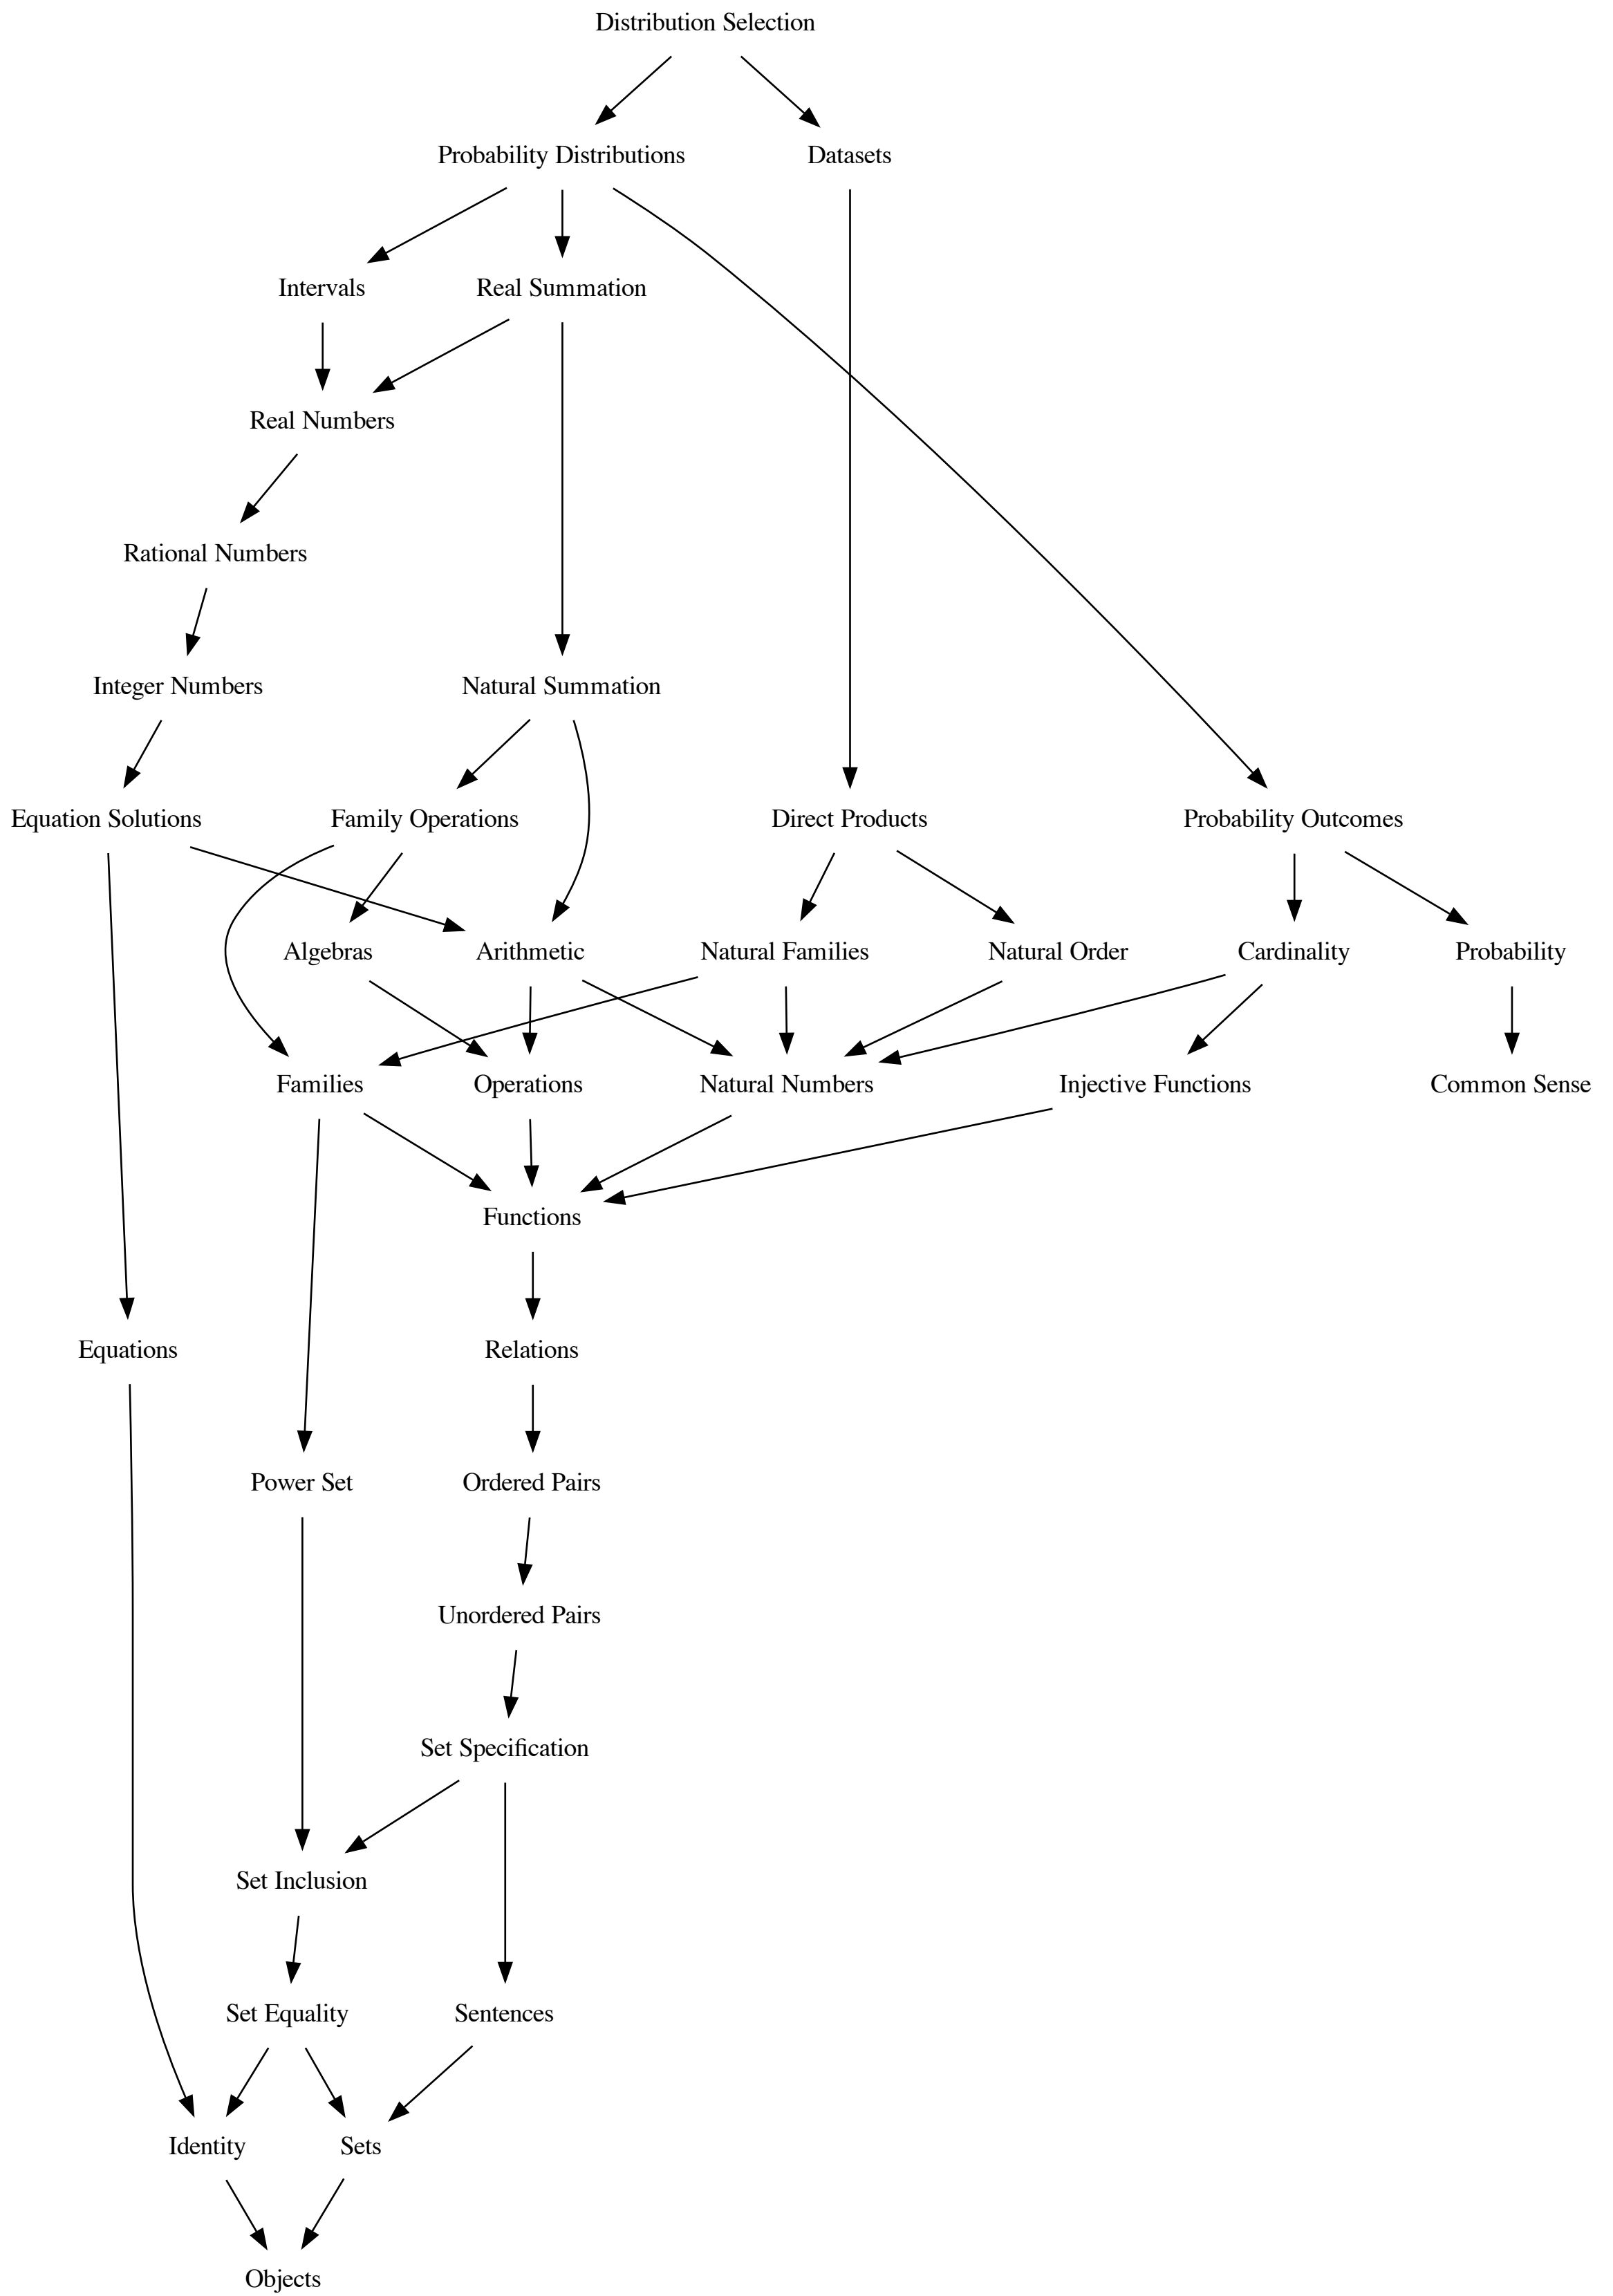 Distribution Selection
Probability Distributions
Datasets
Intervals
Real Summation
Real Numbers
Rational Numbers
Integer Numbers
Natural Summation
Equation Solutions
Family Operations
Direct Products
Probability Outcomes
Algebras
Arithmetic
Natural Families
Natural Order
Cardinality
Probability
Families
Operations
Natural Numbers
Injective Functions
Common Sense
Functions
Equations
Relations
Power Set
Ordered Pairs
Unordered Pairs
Set Specification
Set Inclusion
Set Equality
Sentences
Identity
Sets
Objects